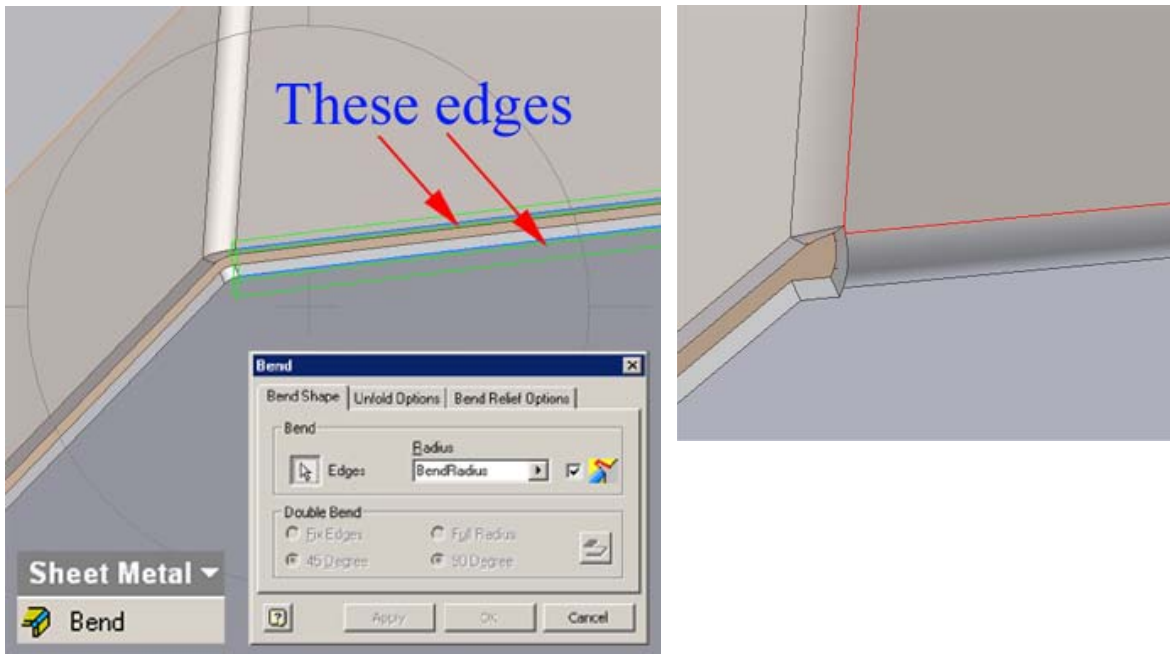 These edges
Bend
Bend Shape
Unfold Options
Bend Relief Options
Bend
Edges
Radius
BendRadius
Double Bend
Fix Edges
Full Radius
45 Degree
90 Degree
?
Apply
OK
Cancel
Sheet Metal
Bend